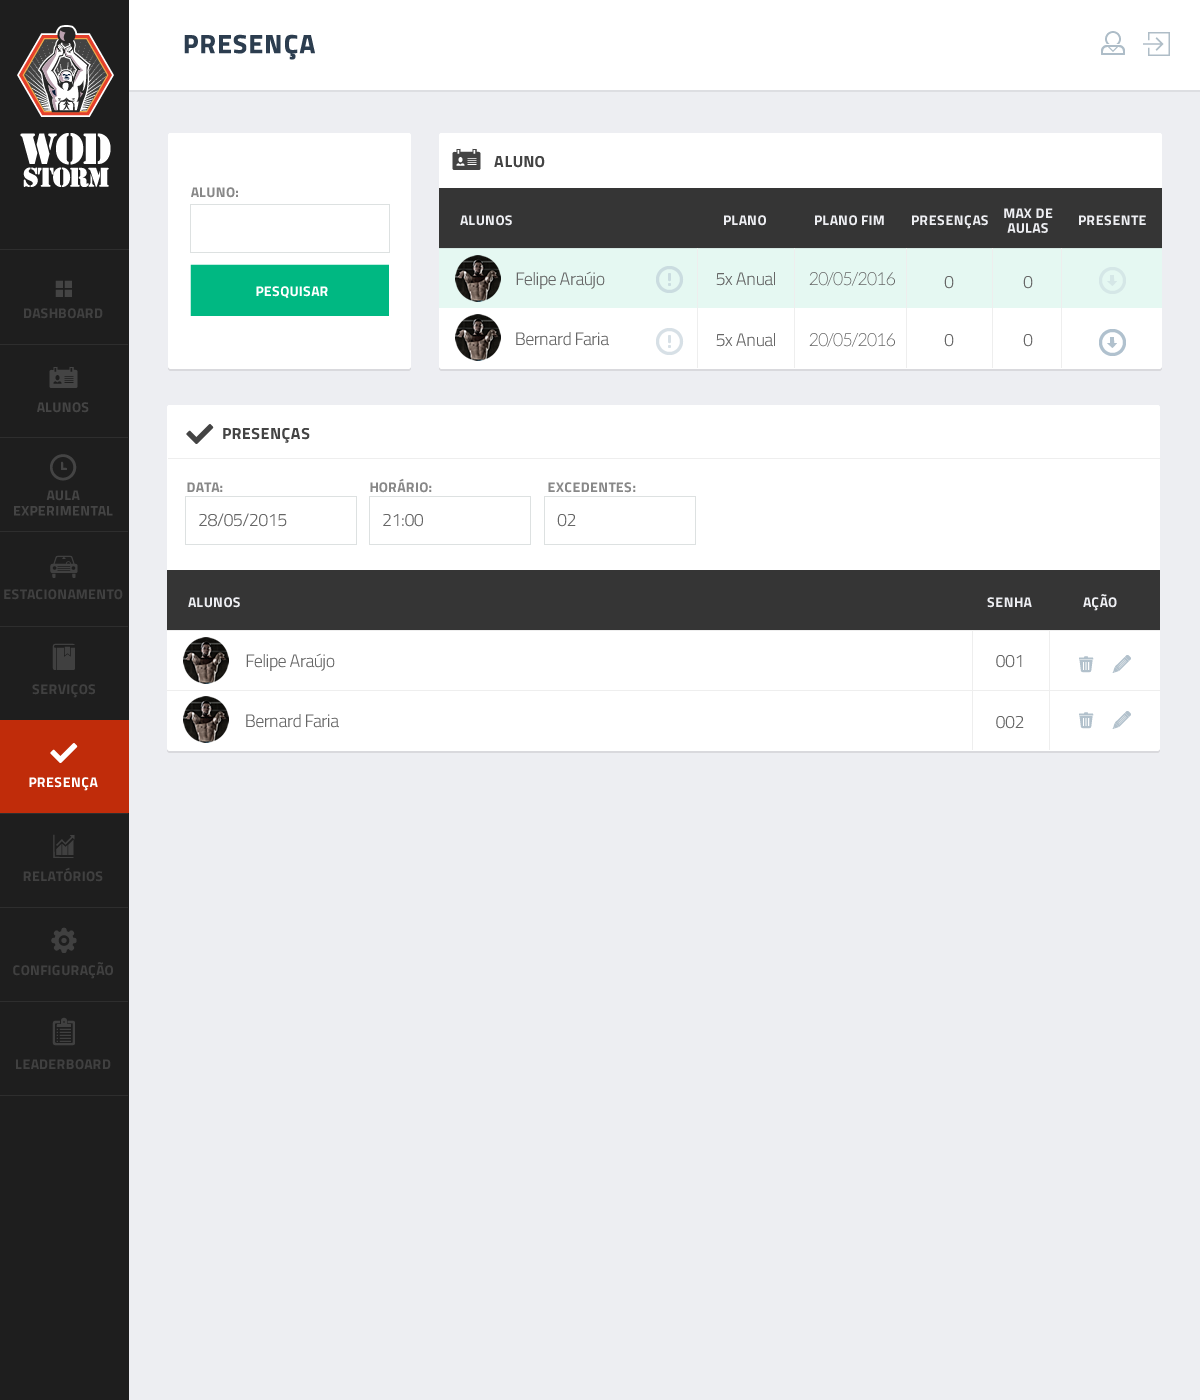 WOD
STORM
DASHBOARD
ALUNOS
AULA
EXPERIMENTAL
ESTACIONAMENTO
SERVIÇOS
PRESENÇA
RELATÓRIOS
CONFIGURAÇÃO
LEADERBOARD
PRESENÇA
ALUNO:
PESQUISAR
ALUNO
ALUNOS PLANO PLANO FIM PRESENÇAS MAX DE AULAS PRESENTE
Felipe Araújo 5x Anual 20/05/2016 0 0
Bernard Faria 5x Anual 20/05/2016 0 0
PRESENÇAS
DATA: HORÁRIO: EXCEDENTES:
28/05/2015 21:00 02
ALUNOS SENHA AÇÃO
Felipe Araújo 001
Bernard Faria 002